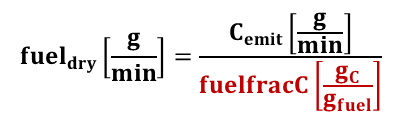 fuel_dry [g/min] = C_emit [g/min] / fuelfracC [g_C/g_fuel]